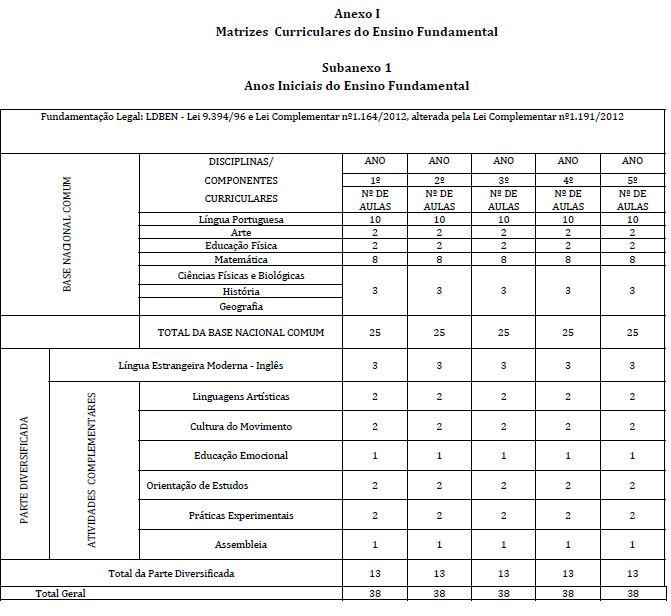 Anexo I
Matrizes Curriculares do Ensino Fundamental
Subanexo 1
Anos Iniciais do Ensino Fundamental
Fundamentação Legal: LDBEN - Lei 9.394/96 e Lei Complementar nº1.164/2012, alterada pela Lei Complementar nº1.191/2012
BASE NACIONAL COMUM
DISCIPLINAS/ ANO ANO ANO ANO ANO
COMPONENTES 1º 2º 3º 4º 5º
CURRICULARES Nº DE AULAS Nº DE AULAS Nº DE AULAS Nº DE AULAS Nº DE AULAS
Língua Portuguesa 10 10 10 10 10
Arte 2 2 2 2 2
Educação Física 2 2 2 2 2
Matemática 8 8 8 8 8
Ciências Físicas e Biológicas
História 3 3 3 3 3
Geografia
TOTAL DA BASE NACIONAL COMUM 25 25 25 25 25
PARTE DIVERSIFICADA
Língua Estrangeira Moderna - Inglês 3 3 3 3 3
ATIVIDADES COMPLEMENTARES
Linguagens Artísticas 2 2 2 2 2
Cultura do Movimento 2 2 2 2 2
Educação Emocional 1 1 1 1 1
Orientação de Estudos 2 2 2 2 2
Práticas Experimentais 2 2 2 2 2
Assembleia 1 1 1 1 1
Total da Parte Diversificada 13 13 13 13 13
Total Geral 38 38 38 38 38